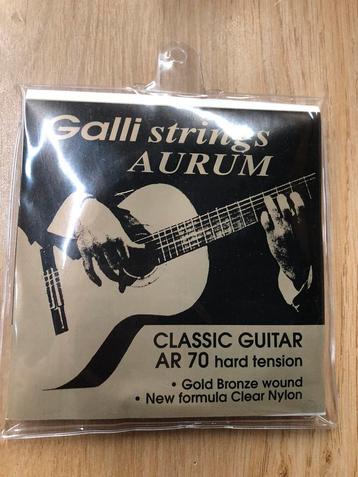 Galli strings
AURUM
CLASSIC GUITAR
AR 70 hard tension
• Gold Bronze wound
• New formula Clear Nylon